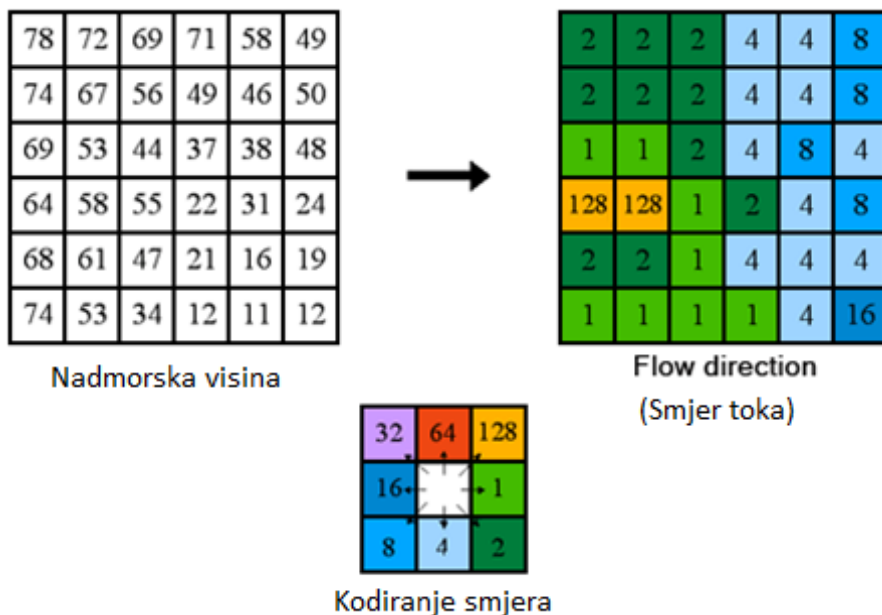 78 72 69 71 58 49
74 67 56 49 46 50
69 53 44 37 38 48
64 58 55 22 31 24
68 61 47 21 16 19
74 53 34 12 11 12
Nadmorska visina
2 2 2 4 4 8
2 2 2 4 4 8
1 1 2 4 8 4
128 128 1 2 4 8
2 2 1 4 4 4
1 1 1 1 4 16
Flow direction
(Smjer toka)
32 64 128
16 1
8 4 2
Kodiranje smjera